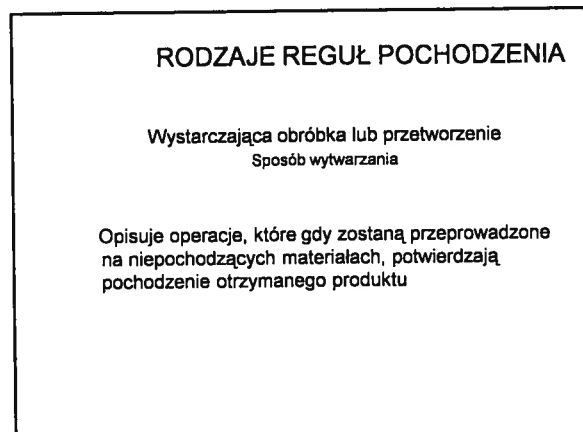 RODZAJE REGUŁ POCHODZENIA
Wystarczająca obróbka lub przetworzenie
Sposób wytwarzania
Opisuje operacje, które gdy zostaną przeprowadzone
na niepochodzących materiałach, potwierdzają
pochodzenie otrzymanego produktu